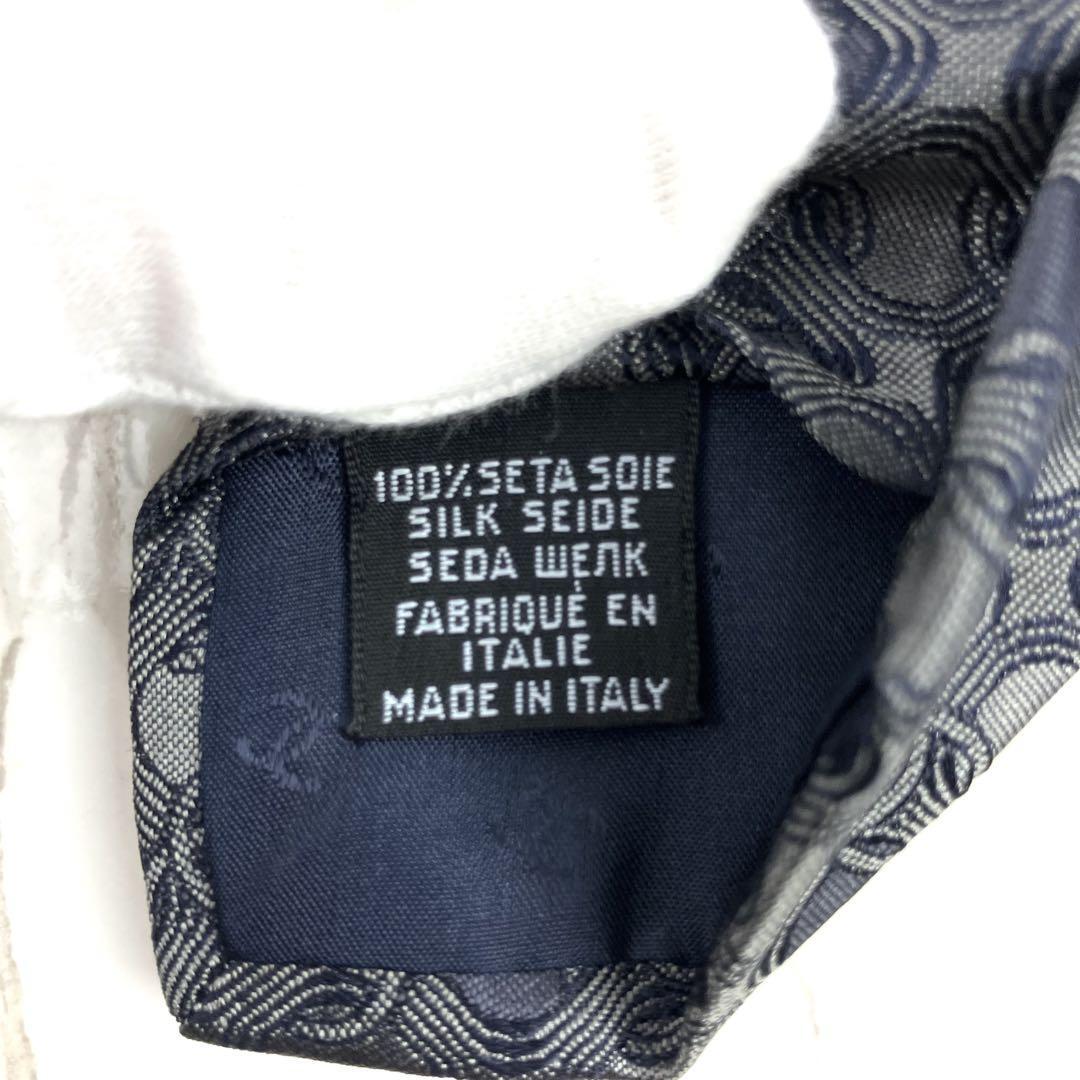 100% SETA SOIE
SILK SEIDE
SEDA ШЕЛК
FABRIQUÉ EN
ITALIE
MADE IN ITALY